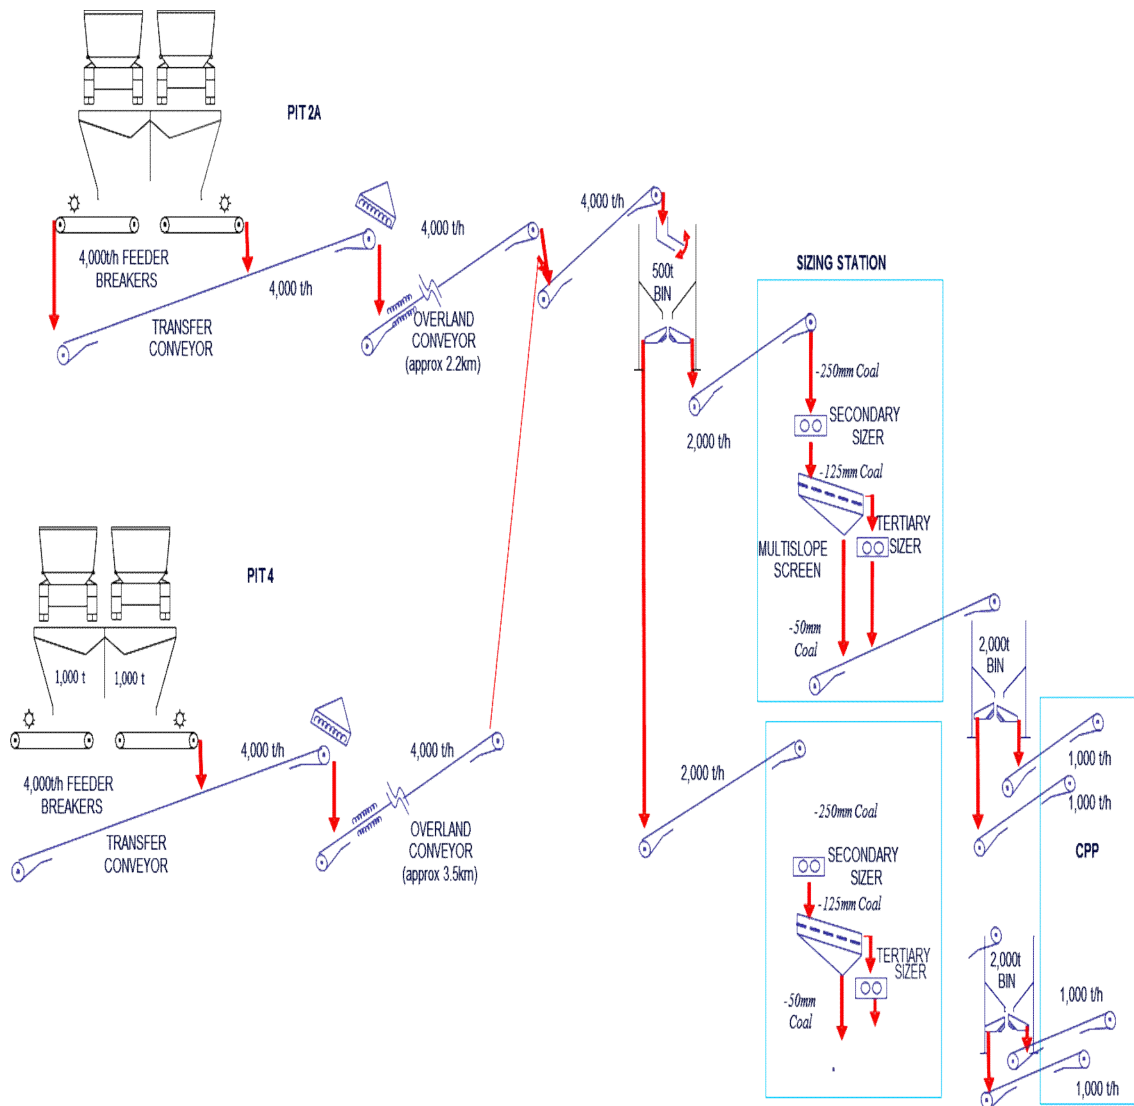 PIT 2A
4,000t/h FEEDER
BREAKERS
4,000 t/h
TRANSFER
CONVEYOR
4,000 t/h
OVERLAND
CONVEYOR
(approx 2.2km)
4,000 t/h
500t
BIN
SIZING STATION
2,000 t/h
-250mm Coal
SECONDARY
SIZER
-125mm Coal
TERTIARY
SIZER
MULTISLOPE
SCREEN
-50mm
Coal
PIT 4
1,000 t
1,000 t
4,000t/h FEEDER
BREAKERS
4,000 t/h
TRANSFER
CONVEYOR
4,000 t/h
OVERLAND
CONVEYOR
(approx 3.5km)
2,000 t/h
-250mm Coal
SECONDARY
SIZER
-125mm Coal
TERTIARY
SIZER
-50mm
Coal
2,000t
BIN
1,000 t/h
1,000 t/h
CPP
2,000t
BIN
1,000 t/h
1,000 t/h